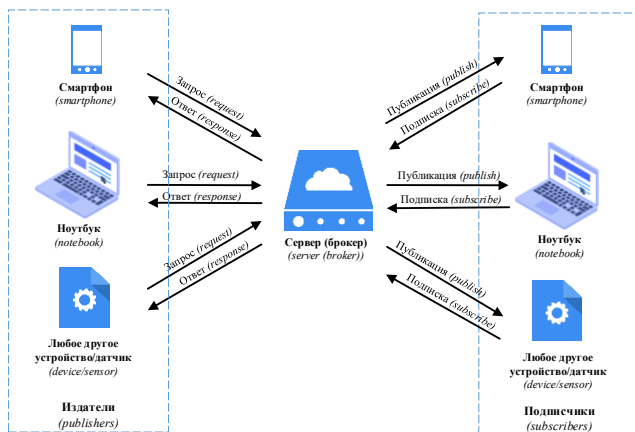 Смартфон
(smartphone)
Запрос (request)
Ответ (response)
Ноутбук
(notebook)
Запрос (request)
Ответ (response)
Любое другое
устройство/датчик
(device/sensor)
Запрос (request)
Ответ (response)
Издатели
(publishers)
Сервер (брокер)
(server (broker))
Публикация (publish)
Подписка (subscribe)
Публикация (publish)
Подписка (subscribe)
Публикация (publish)
Подписка (subscribe)
Смартфон
(smartphone)
Ноутбук
(notebook)
Любое другое
устройство/датчик
(device/sensor)
Подписчики
(subscribers)